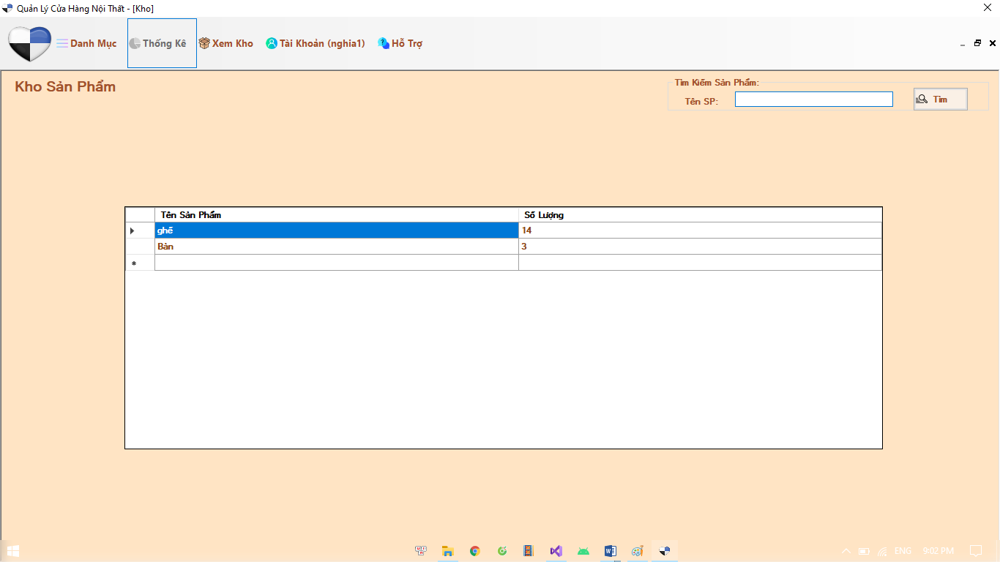 Quản Lý Cửa Hàng Nội Thất - [Kho]
Danh Mục Thống Kê Xem Kho Tài Khoản (nghia1) Hỗ Trợ
Kho Sản Phẩm
Tìm Kiếm Sản Phẩm:
Tên SP: Tìm
Tên Sản Phẩm Số Lượng
ghế 14
Bàn 3
ENG 9:02 PM